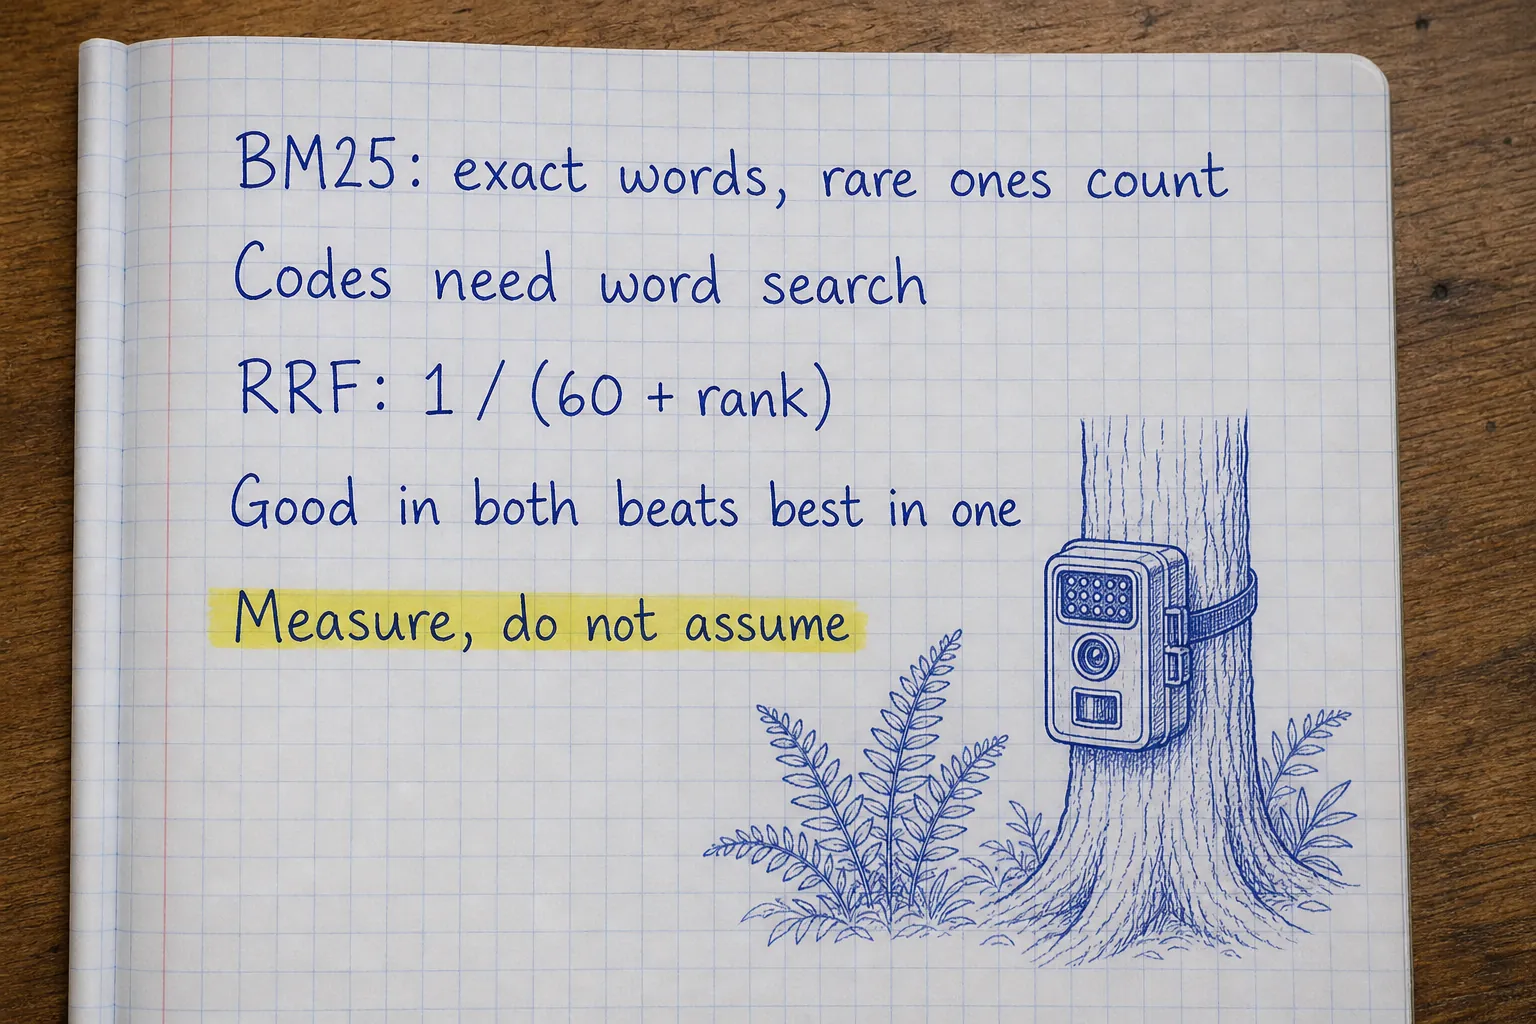 BM25: exact words, rare ones count
Codes need word search
RRF: 1 / (60 + rank)
Good in both beats best in one
Measure, do not assume